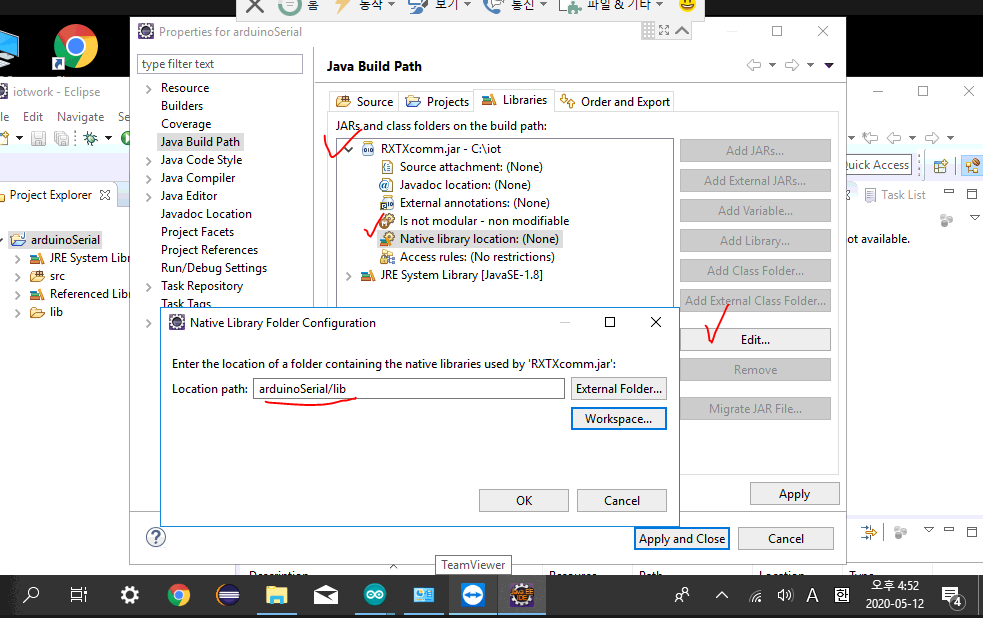 홈 동작 보기 통신 파일 & 기타
Properties for arduinoSerial
type filter text
Java Build Path
Resource
Builders
Coverage
Java Build Path
Java Code Style
Java Compiler
Java Editor
Javadoc Location
Project Facets
Project References
Run/Debug Settings
Task Repository
Task Tags
Source Projects Libraries Order and Export
JARs and class folders on the build path:
RXTXcomm.jar - C:\iot
Source attachment: (None)
Javadoc location: (None)
External annotations: (None)
Is not modular - non modifiable
Native library location: (None)
Access rules: (No restrictions)
JRE System Library [JavaSE-1.8]
Add JARs...
Add External JARs...
Add Variable...
Add Library...
Add Class Folder...
Add External Class Folder...
Edit...
Remove
Migrate JAR File...
Apply
Apply and Close
Cancel
Native Library Folder Configuration
Enter the location of a folder containing the native libraries used by 'RXTXcomm.jar':
Location path: arduinoSerial/lib
External Folder...
Workspace...
OK
Cancel
iotwork - Eclipse
le Edit Navigate Se
Project Explorer
arduinoSerial
JRE System Libr
src
Referenced Libr
lib
uick Access
Task List
ot available.
Description Resource Path Location Type
TeamViewer
A 한
오후 4:52
2020-05-12
4